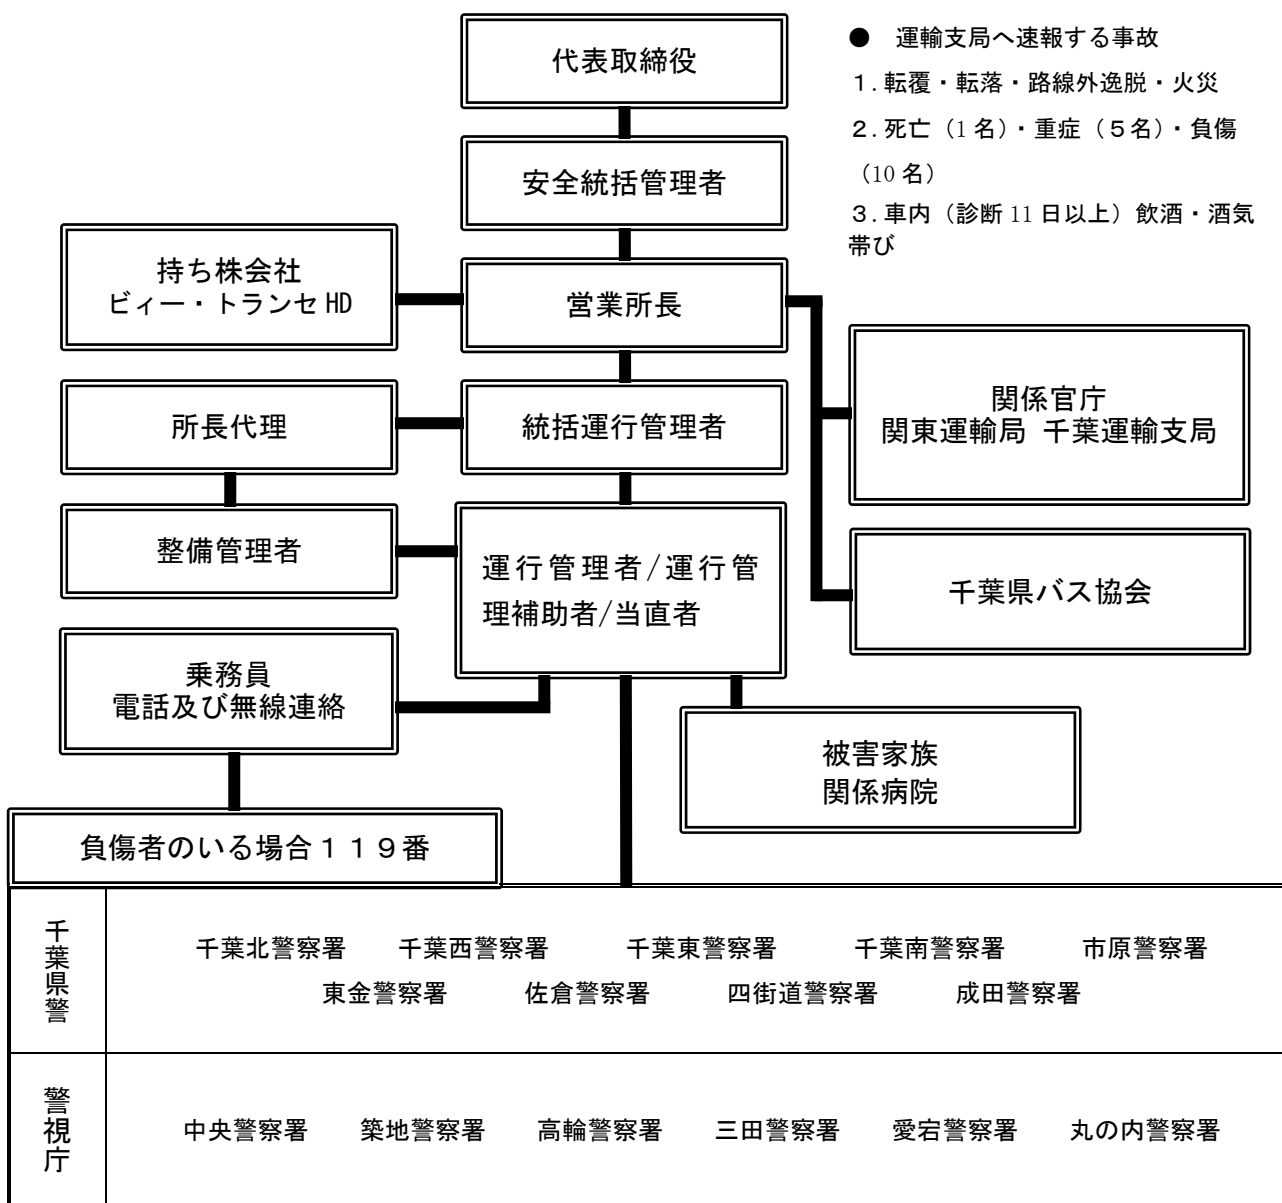 代表取締役
● 運輸支局へ速報する事故
１.転覆・転落・路線外逸脱・火災
２.死亡（1名）・重症（５名）・負傷
（10名）
３.車内（診断11日以上）飲酒・酒気
帯び
安全統括管理者
持ち株会社
ビィー・トランセHD
営業所長
関係官庁
関東運輸局 千葉運輸支局
所長代理
統括運行管理者
整備管理者
運行管理者/運行管
理補助者/当直者
千葉県バス協会
乗務員
電話及び無線連絡
被害家族
関係病院
負傷者のいる場合１１９番
千葉県警
千葉北警察署 千葉西警察署 千葉東警察署 千葉南警察署 市原警察署
東金警察署 佐倉警察署 四街道警察署 成田警察署
警視庁
中央警察署 築地警察署 高輪警察署 三田警察署 愛宕警察署 丸の内警察署